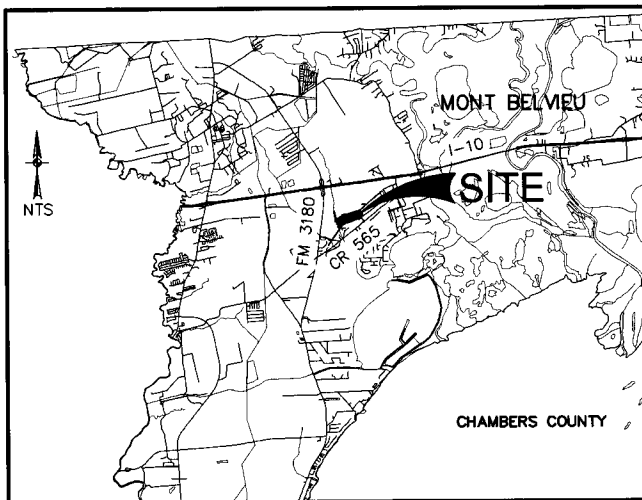 MONT BELVIEU
I-10
SITE
NTS
FM 3180
CR 565
CHAMBERS COUNTY